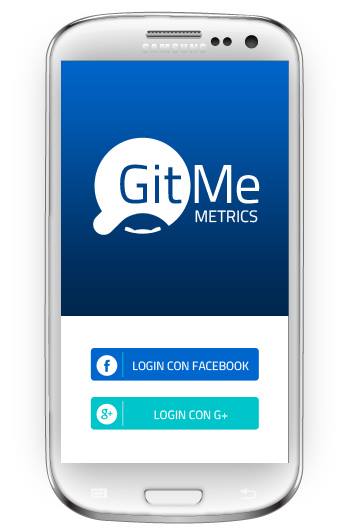 SAMSUNG
GitMe
METRICS
f LOGIN CON FACEBOOK
g+ LOGIN CON G+